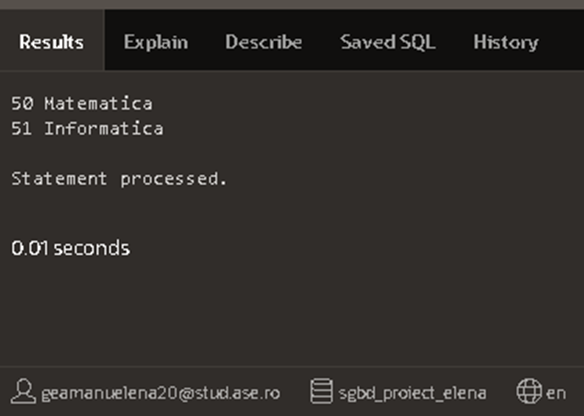 Results Explain Describe Saved SQL History
50 Matematica
51 Informatica
Statement processed.
0.01 seconds
geamanuelena20@stud.ase.ro sgbd_proiect_elena en